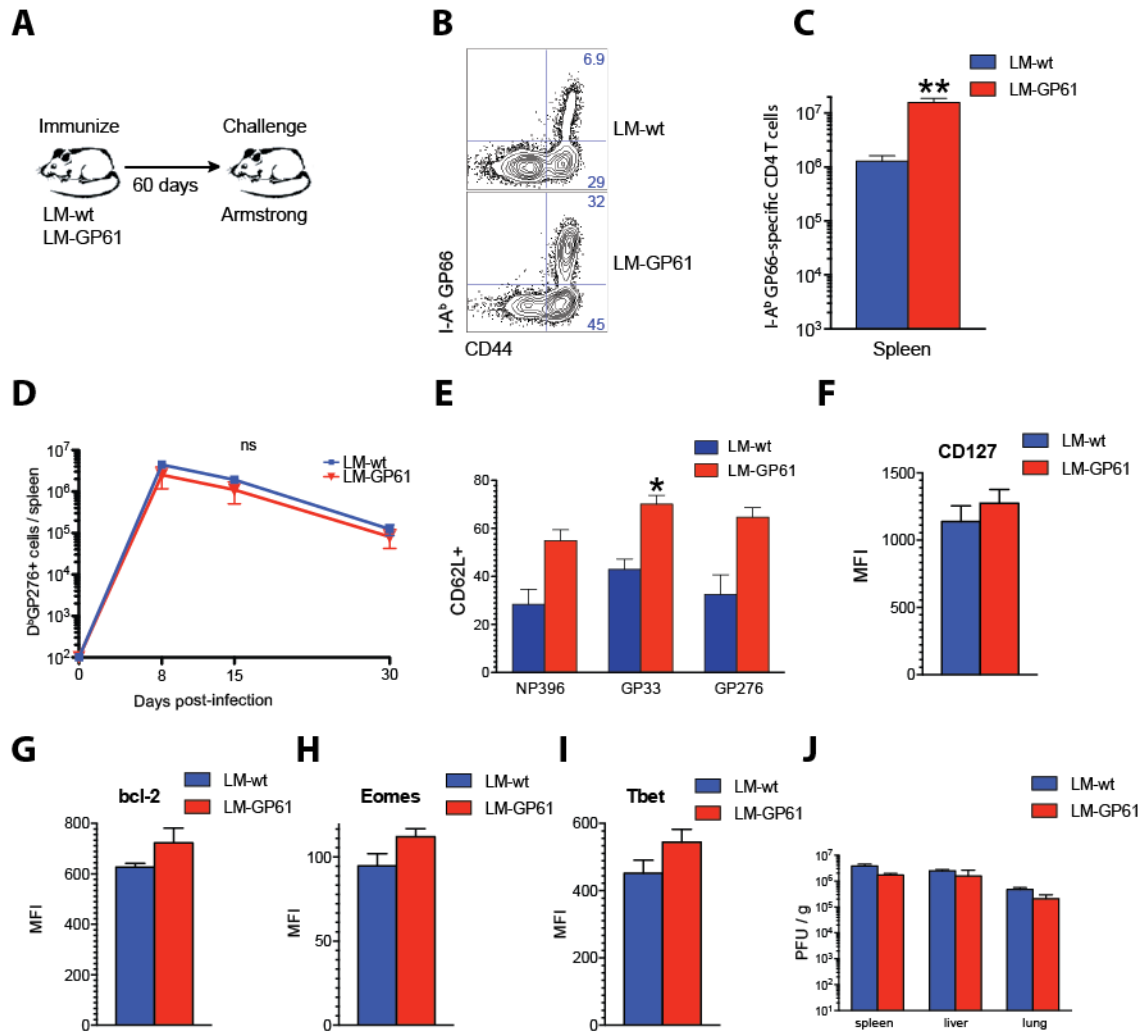 A
Immunize
Challenge
60 days
LM-wt
LM-GP61
Armstrong
B
6.9
LM-wt
29
32
LM-GP61
45
I-Aᵇ GP66
CD44
C
LM-wt
LM-GP61
**
I-Aᵇ GP66-specific CD4 T cells
10⁷
10⁶
10⁵
10⁴
10³
Spleen
D
ns
LM-wt
LM-GP61
DᵇGP276+ cells / spleen
10⁷
10⁶
10⁵
10⁴
10³
10²
0
8
15
30
Days post-infection
E
LM-wt
LM-GP61
*
CD62L+
80
60
40
20
0
NP396
GP33
GP276
F
LM-wt
LM-GP61
CD127
MFI
1500
1000
500
0
G
LM-wt
LM-GP61
bcl-2
MFI
800
600
400
200
0
H
LM-wt
LM-GP61
Eomes
100
50
0
I
LM-wt
LM-GP61
Tbet
MFI
600
400
200
0
J
LM-wt
LM-GP61
PFU / g
10⁷
10⁶
10⁵
10⁴
10³
10²
10¹
spleen
liver
lung